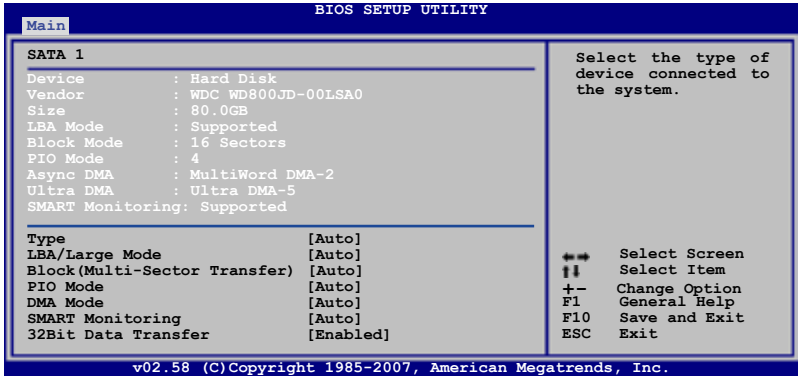 BIOS SETUP UTILITY
Main
SATA 1
Device : Hard Disk
Vendor : WDC WD800JD-00LSA0
Size : 80.0GB
LBA Mode : Supported
Block Mode : 16 Sectors
PIO Mode : 4
Async DMA : MultiWord DMA-2
Ultra DMA : Ultra DMA-5
SMART Monitoring: Supported
Type [Auto]
LBA/Large Mode [Auto]
Block(Multi-Sector Transfer) [Auto]
PIO Mode [Auto]
DMA Mode [Auto]
SMART Monitoring [Auto]
32Bit Data Transfer [Enabled]
Select the type of
device connected to
the system.
←→ Select Screen
↑↓ Select Item
+- Change Option
F1 General Help
F10 Save and Exit
ESC Exit
v02.58 (C)Copyright 1985-2007, American Megatrends, Inc.